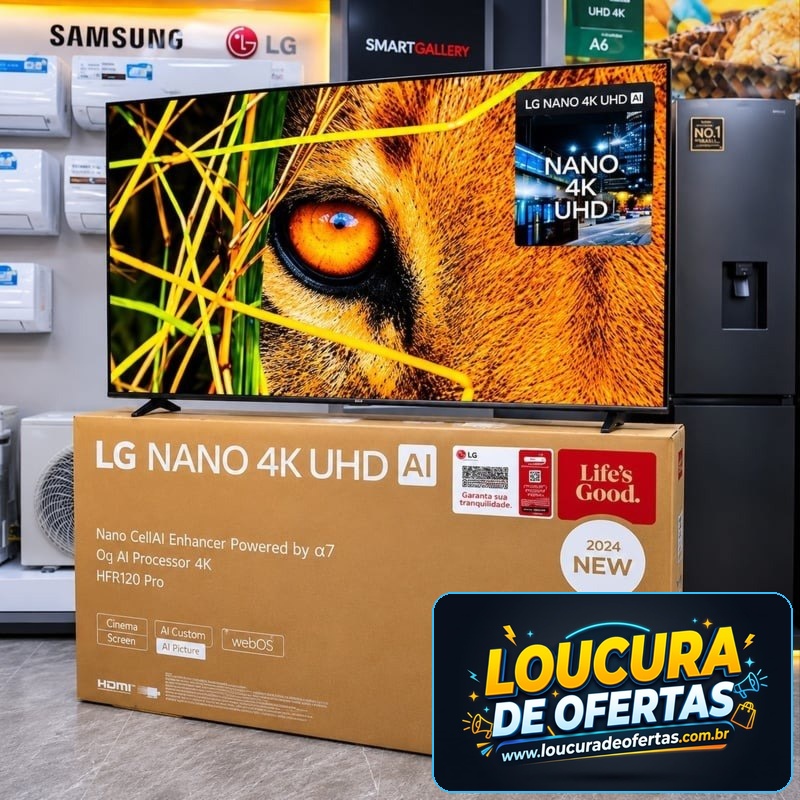 SAMSUNG
LG
SMARTGALLERY
UHD 4K
A6
LG NANO 4K UHD AI
NANO
4K
UHD
NO.1
LG NANO 4K UHD AI
LG
Garanta sua
tranquilidade.
Life's
Good.
2024
NEW
Nano CellAI Enhancer Powered by α7
Og AI Processor 4K
HFR120 Pro
Cinema
Screen
AI Custom
AI Picture
webOS
HDMI
LOUCURA
DE OFERTAS
www.loucuradeofertas.com.br